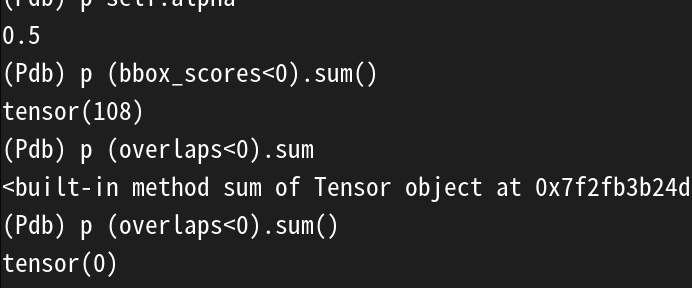 (Pdb) p self.alpha
0.5
(Pdb) p (bbox_scores<0).sum()
tensor(108)
(Pdb) p (overlaps<0).sum
<built-in method sum of Tensor object at 0x7f2fb3b24d
(Pdb) p (overlaps<0).sum()
tensor(0)